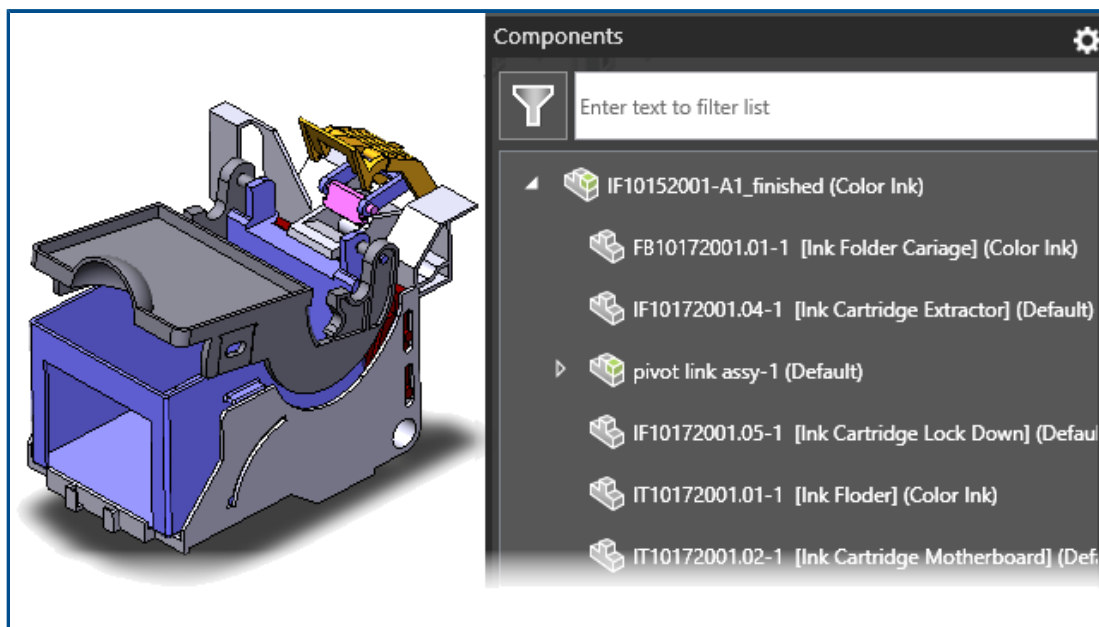 Components
Enter text to filter list
IF10152001-A1_finished (Color Ink)
FB10172001.01-1 [Ink Folder Cariage] (Color Ink)
IF10172001.04-1 [Ink Cartridge Extractor] (Default)
pivot link assy-1 (Default)
IF10172001.05-1 [Ink Cartridge Lock Down] (Defaul
IT10172001.01-1 [Ink Floder] (Color Ink)
IT10172001.02-1 [Ink Cartridge Motherboard] (Defa